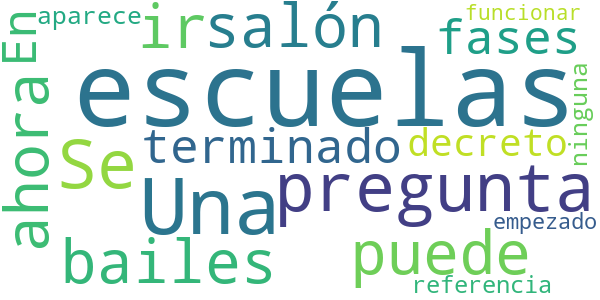 aparece
ir
salón
funcionar
fases
En
escuelas
ahora
Se
terminado
decreto
ninguna
Una
pregunta
bailes
puede
empezado
referencia